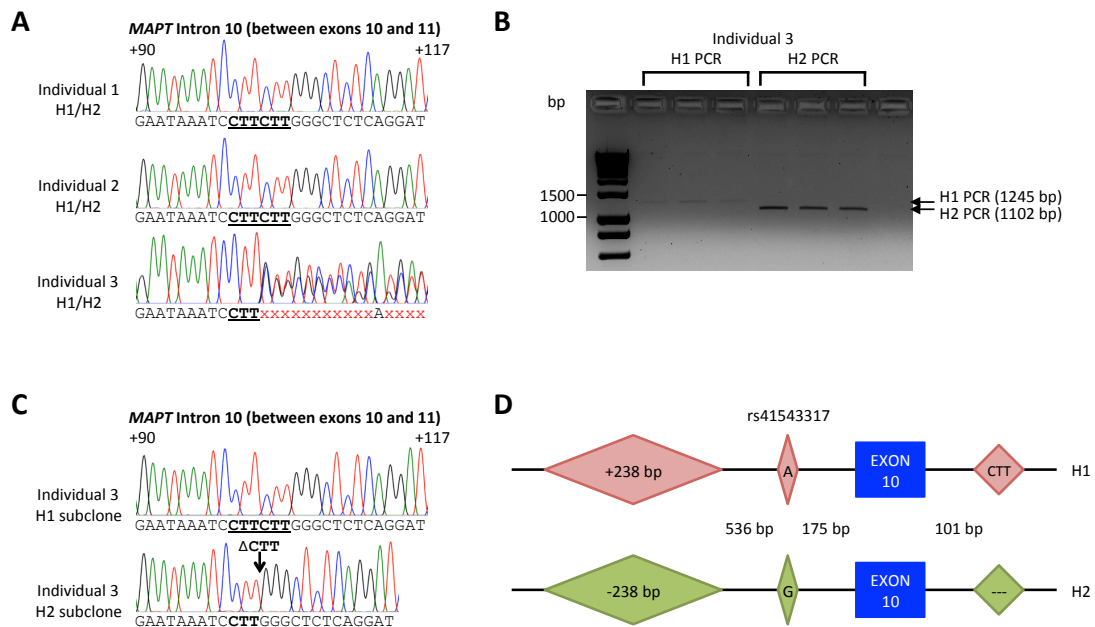 A
MAPT Intron 10 (between exons 10 and 11)
+90 +117
Individual 1
H1/H2
GAATAAATCCTTCTTGGGCTCTCAGGAT
Individual 2
H1/H2
GAATAAATCCTTCTTGGGCTCTCAGGAT
Individual 3
H1/H2
GAATAAATCCTTxxxxxxxxxxxAxxxx
B
Individual 3
H1 PCR H2 PCR
bp
1500
1000
H1 PCR (1245 bp)
H2 PCR (1102 bp)
C
MAPT Intron 10 (between exons 10 and 11)
+90 +117
Individual 3
H1 subclone
GAATAAATCCTTCTTGGGCTCTCAGGAT
ΔCTT
Individual 3
H2 subclone
GAATAAATCCTTGGGCTCTCAGGAT
D
rs41543317
+238 bp A EXON 10 CTT H1
536 bp 175 bp 101 bp
-238 bp G EXON 10 --- H2